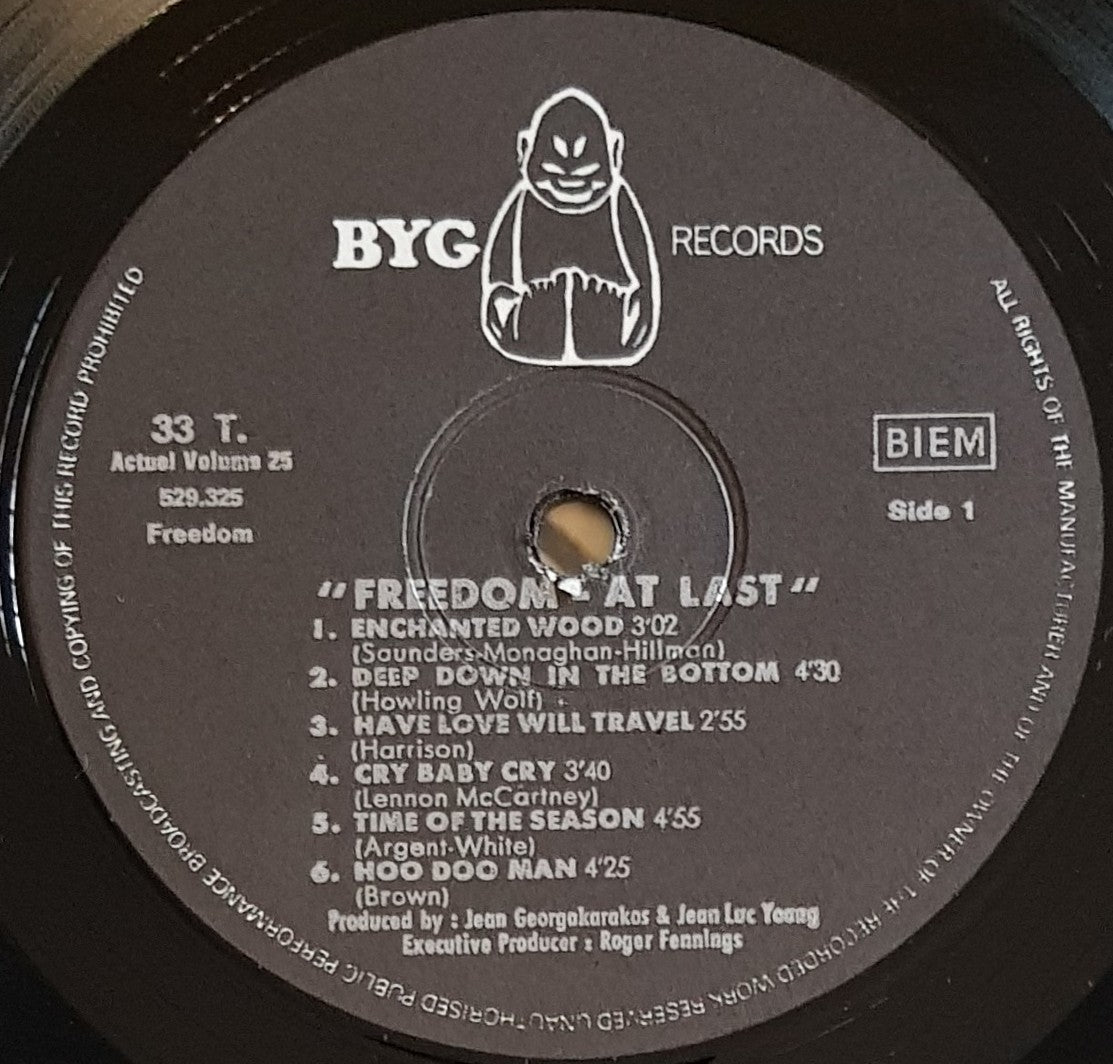 BYG RECORDS
33 T.
Actuel Volume 25
529.325
Freedom
BIEM
Side 1
"FREEDOM - AT LAST"
1. ENCHANTED WOOD 3'02
(Saunders-Monaghan-Hillman)
2. DEEP DOWN IN THE BOTTOM 4'30
(Howling Wolf)
3. HAVE LOVE WILL TRAVEL 2'55
(Harrison)
4. CRY BABY CRY 3'40
(Lennon McCartney)
5. TIME OF THE SEASON 4'55
(Argent-White)
6. HOO DOO MAN 4'25
(Brown)
Produced by : Jean Georgakarakos & Jean Luc Young
Executive Producer : Roger Fennings
ALL RIGHTS OF THE MANUFACTURER AND OF THE OWNER OF THE RECORDED WORK RESERVED UNAUTHORISED PUBLIC PERFORMANCE BROADCASTING AND COPYING OF THIS RECORD PROHIBITED